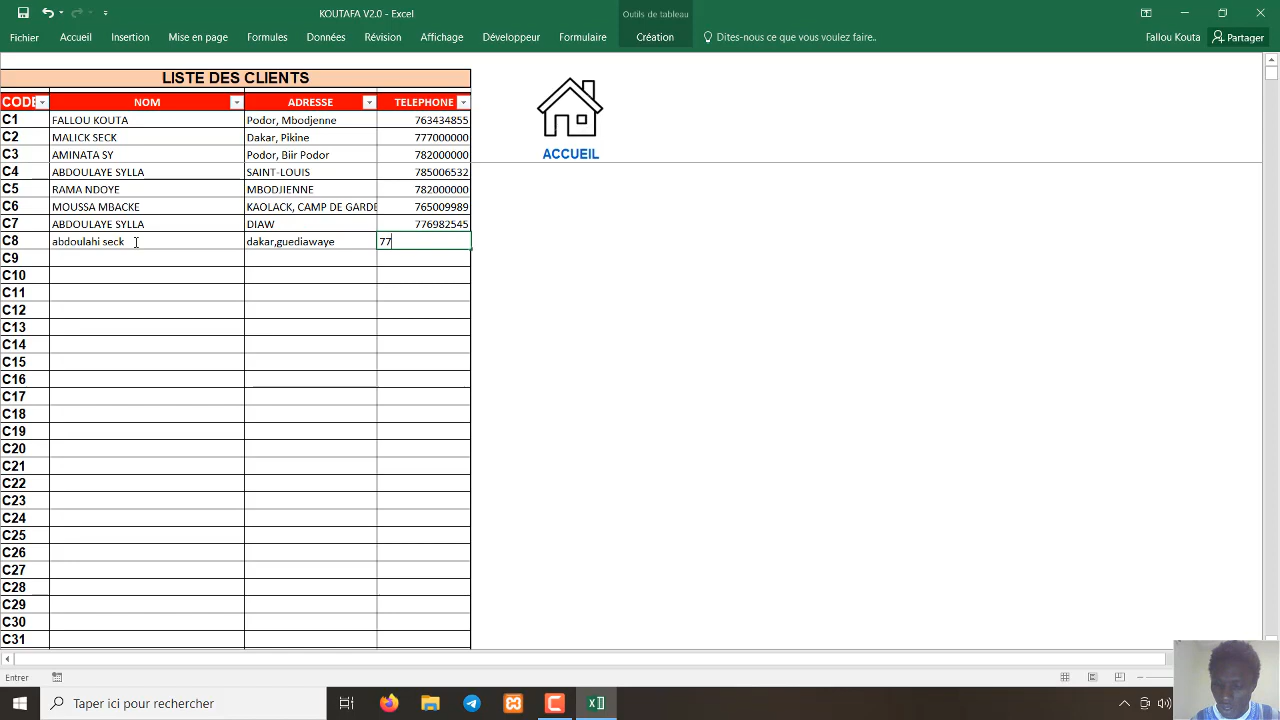 KOUTAFA V2.0 - Excel
Outils de tableau
Fichier Accueil Insertion Mise en page Formules Données Révision Affichage Développeur Formulaire Création Dites-nous ce que vous voulez faire.. Fallou Kouta Partager
LISTE DES CLIENTS
CODE NOM ADRESSE TELEPHONE
C1 FALLOU KOUTA Podor, Mbodjenne 763434855
C2 MALICK SECK Dakar, Pikine 777000000
C3 AMINATA SY Podor, Biir Podor 782000000
C4 ABDOULAYE SYLLA SAINT-LOUIS 785006532
C5 RAMA NDOYE MBODJIENNE 782000000
C6 MOUSSA MBACKE KAOLACK, CAMP DE GARDE 765009989
C7 ABDOULAYE SYLLA DIAW 776982545
C8 abdoulahi seck dakar,guediawaye 77
C9
C10
C11
C12
C13
C14
C15
C16
C17
C18
C19
C20
C21
C22
C23
C24
C25
C26
C27
C28
C29
C30
C31
ACCUEIL
Entrer
Taper ici pour rechercher